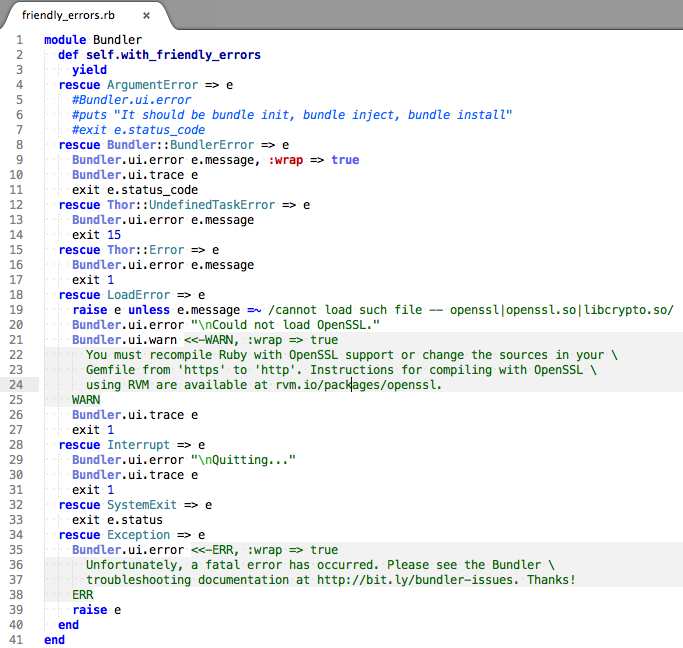 friendly_errors.rb ×
1 module Bundler
2   def self.with_friendly_errors
3     yield
4   rescue ArgumentError => e
5     #Bundler.ui.error
6     #puts "It should be bundle init, bundle inject, bundle install"
7     #exit e.status_code
8   rescue Bundler::BundlerError => e
9     Bundler.ui.error e.message, :wrap => true
10     Bundler.ui.trace e
11     exit e.status_code
12   rescue Thor::UndefinedTaskError => e
13     Bundler.ui.error e.message
14     exit 15
15   rescue Thor::Error => e
16     Bundler.ui.error e.message
17     exit 1
18   rescue LoadError => e
19     raise e unless e.message =~ /cannot load such file -- openssl|openssl.so|libcrypto.so/
20     Bundler.ui.error "\nCould not load OpenSSL."
21     Bundler.ui.warn <<-WARN, :wrap => true
22       You must recompile Ruby with OpenSSL support or change the sources in your \
23       Gemfile from 'https' to 'http'. Instructions for compiling with OpenSSL \
24       using RVM are available at rvm.io/packages/openssl.
25     WARN
26     Bundler.ui.trace e
27     exit 1
28   rescue Interrupt => e
29     Bundler.ui.error "\nQuitting..."
30     Bundler.ui.trace e
31     exit 1
32   rescue SystemExit => e
33     exit e.status
34   rescue Exception => e
35     Bundler.ui.error <<-ERR, :wrap => true
36       Unfortunately, a fatal error has occurred. Please see the Bundler \
37       troubleshooting documentation at http://bit.ly/bundler-issues. Thanks!
38     ERR
39     raise e
40   end
41 end